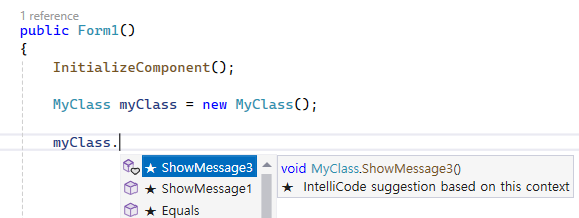 1 reference
public Form1()
{
InitializeComponent();
MyClass myClass = new MyClass();
myClass.
★ ShowMessage3
void MyClass.ShowMessage3()
★ ShowMessage1
★ IntelliCode suggestion based on this context
★ Equals